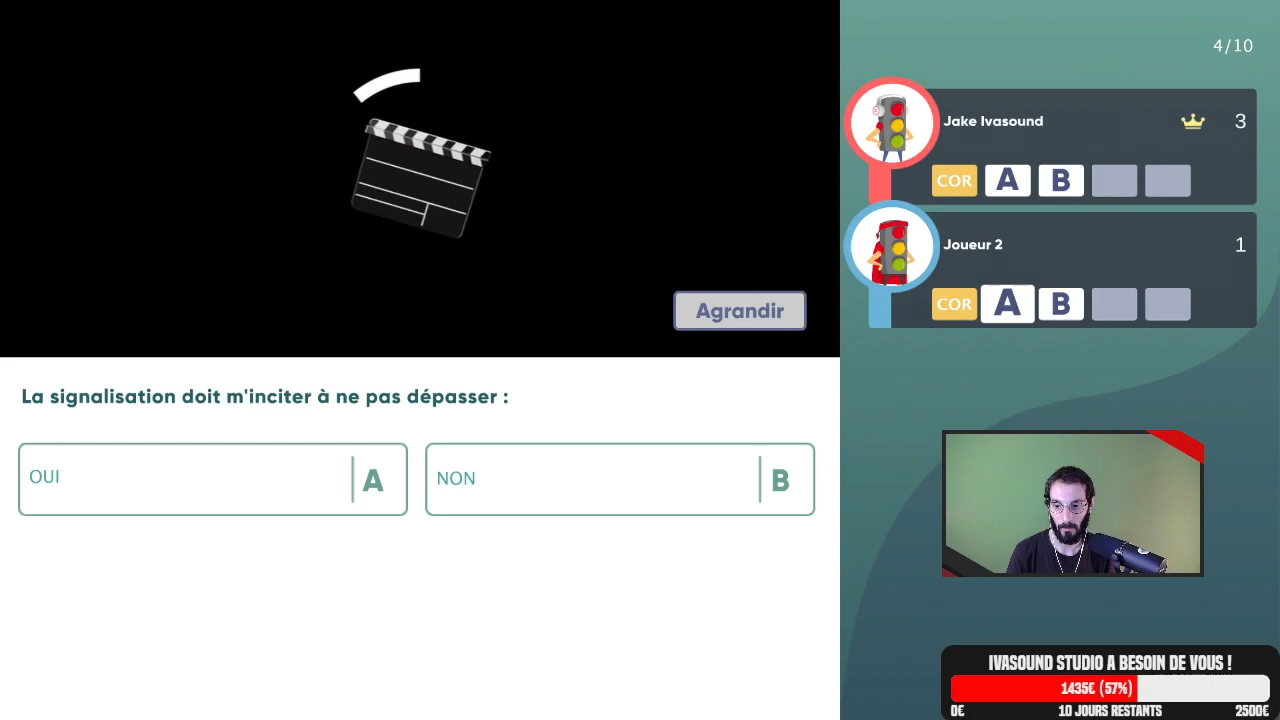 Agrandir
La signalisation doit m'inciter à ne pas dépasser :
OUI A
NON B
4/10
Jake Ivasound 3
COR A B
Joueur 2 1
COR A B
IVASOUND STUDIO A BESOIN DE VOUS !
1435€ (57%)
0€ 10 JOURS RESTANTS 2500€